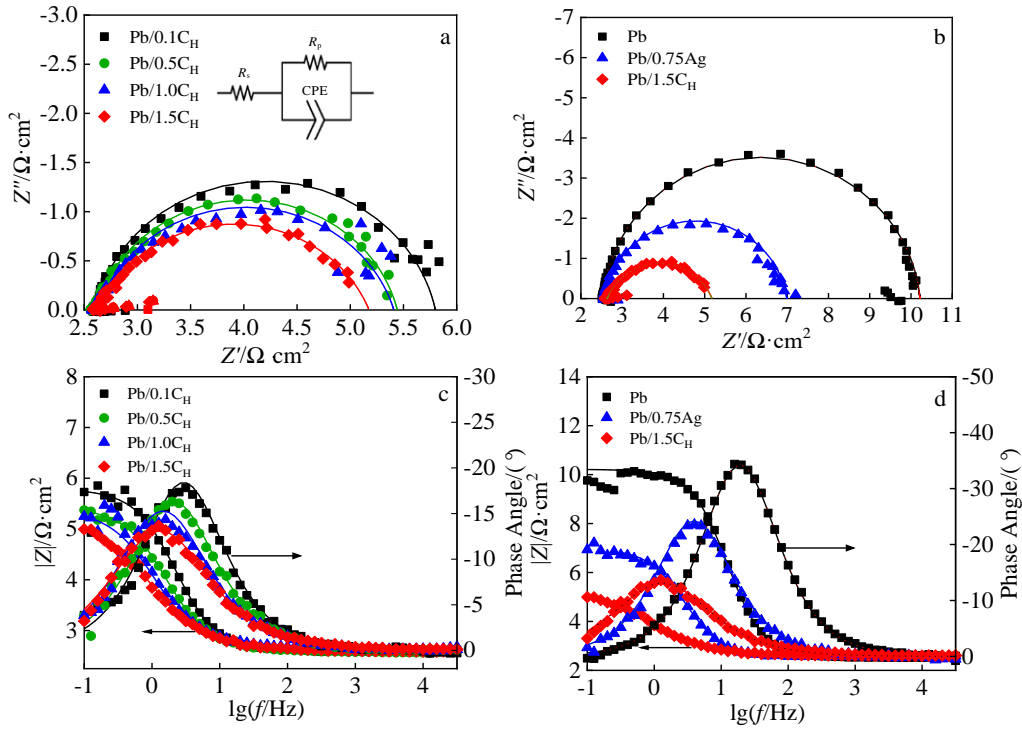 a
Pb/0.1C_H
Pb/0.5C_H
Pb/1.0C_H
Pb/1.5C_H
R_s
R_p
CPE
-3.0
-2.5
-2.0
-1.5
-1.0
-0.5
0.0
Z″/Ω·cm²
2.5 3.0 3.5 4.0 4.5 5.0 5.5 6.0
Z′/Ω cm²
b
Pb
Pb/0.75Ag
Pb/1.5C_H
-7
-6
-5
-4
-3
-2
-1
0
Z″/Ω·cm²
2 3 4 5 6 7 8 9 10 11
Z′/Ω·cm²
c
Pb/0.1C_H
Pb/0.5C_H
Pb/1.0C_H
Pb/1.5C_H
8
7
6
5
4
3
|Z|/Ω·cm²
-30
-25
-20
-15
-10
-5
0
Phase Angle/(°)
-1 0 1 2 3 4
lg(f/Hz)
d
Pb
Pb/0.75Ag
Pb/1.5C_H
14
12
10
8
6
4
2
|Z|/Ω·cm²
-50
-40
-30
-20
-10
0
Phase Angle/(°)
-1 0 1 2 3 4
lg(f/Hz)